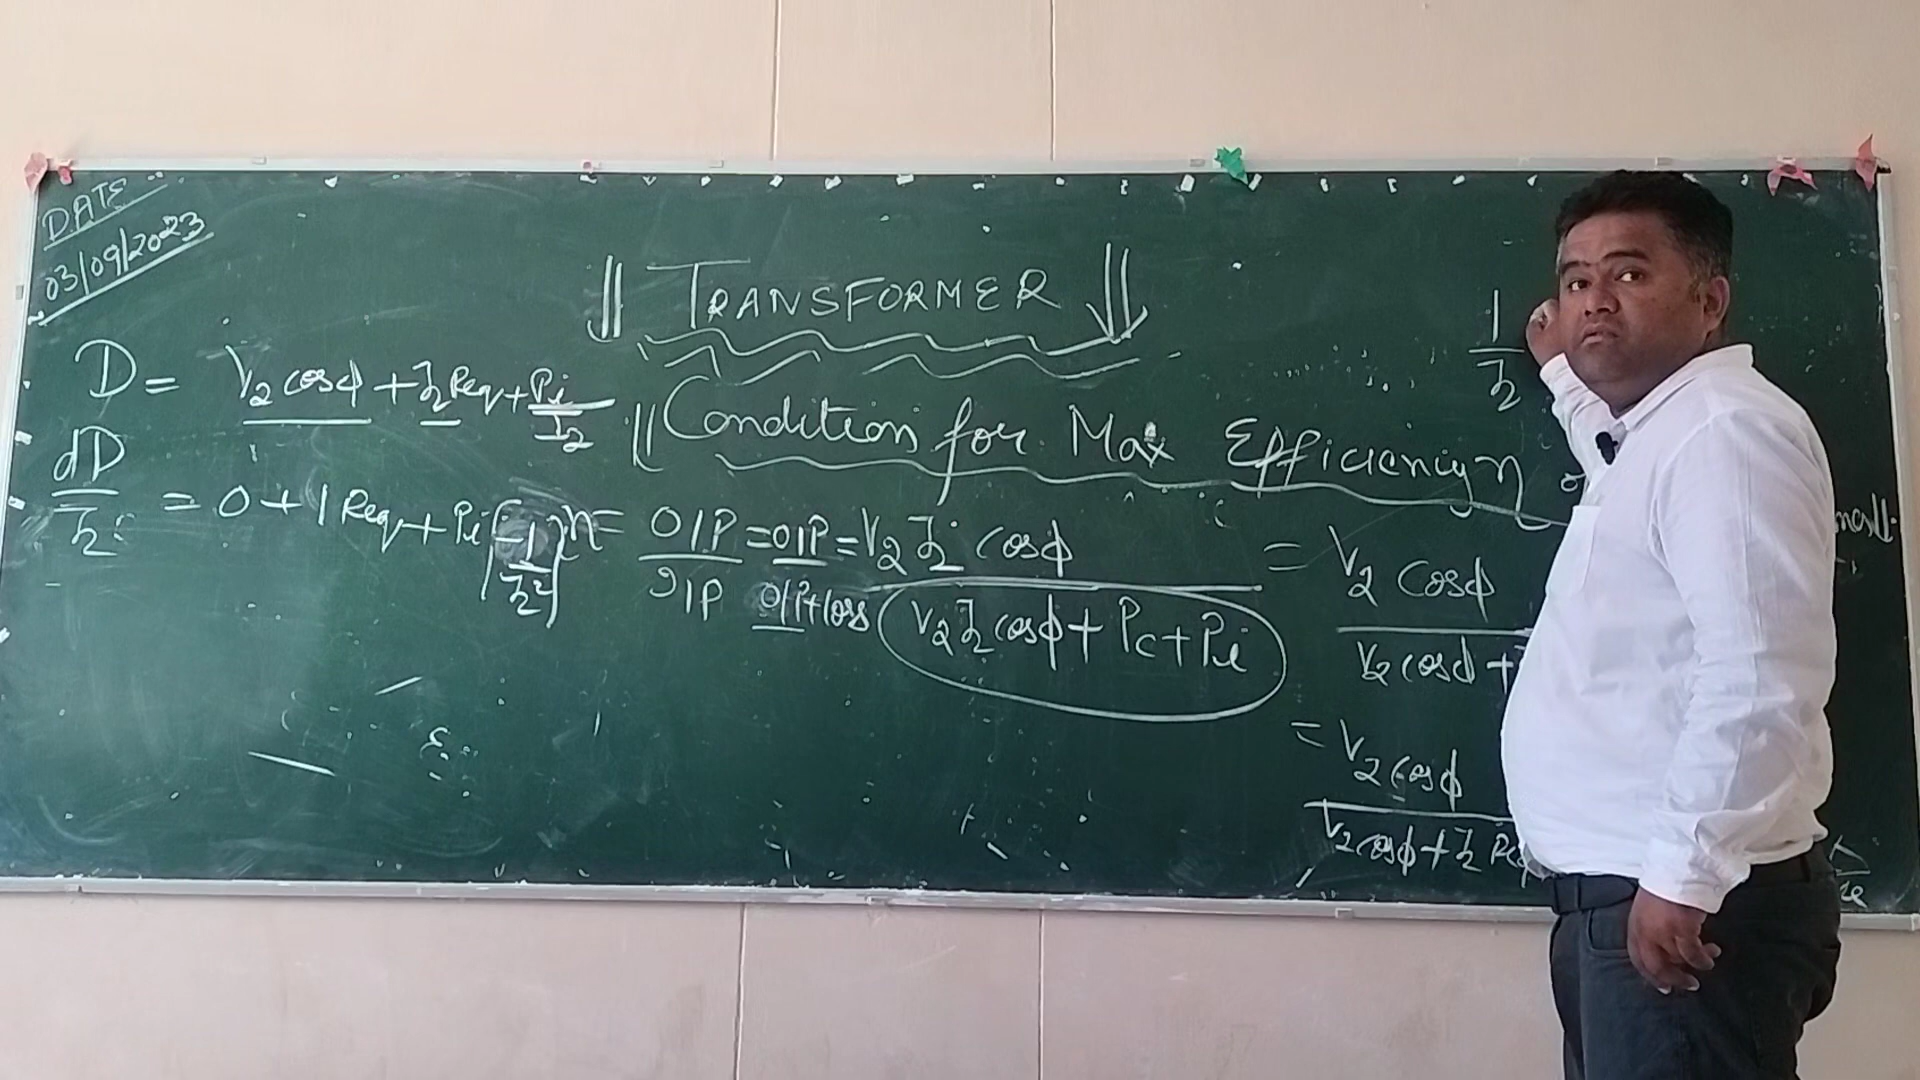 DATE
03/09/2023
|| TRANSFORMER ||
|| Condition for Max Efficiency η
D = V₂ cosϕ + I₂ Req + Pi/I₂
dD/I₂ = 0 + 1 Req + Pi [-1/I₂²]
η = O/P / I/P = O/P / O/P+loss = V₂ I₂ cosϕ / V₂ I₂ cosϕ + Pc + Pi
= V₂ cosϕ / V₂ cosϕ +
= V₂ cosϕ / V₂ cosϕ + I₂ Req
1/I₂